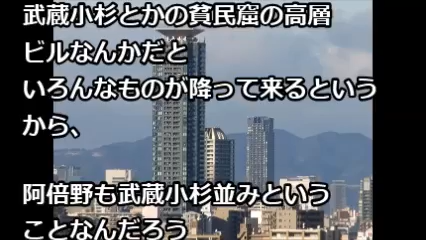 武蔵小杉とかの貧民窟の高層
ビルなんかだと
いろんなものが降って来るという
から、
阿倍野も武蔵小杉並みという
ことなんだろう